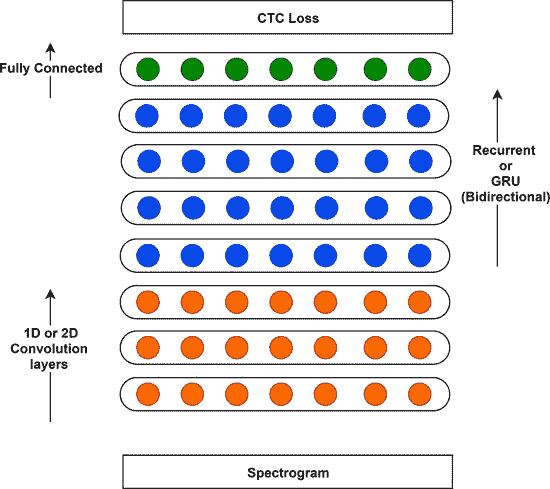 CTC Loss
Fully Connected
Recurrent
or
GRU
(Bidirectional)
1D or 2D
Convolution
layers
Spectrogram